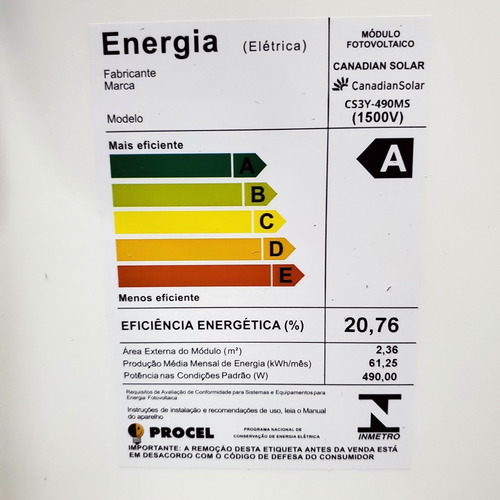 Energia (Elétrica)
MÓDULO
FOTOVOLTAICO
Fabricante
CANADIAN SOLAR
Marca
CanadianSolar
Modelo
CS3Y-490MS
(1500V)
Mais eficiente
A
A
B
C
D
E
Menos eficiente
EFICIÊNCIA ENERGÉTICA (%) 20,76
Área Externa do Módulo (m²) 2,36
Produção Média Mensal de Energia (kWh/mês) 61,25
Potência nas Condições Padrão (W) 490,00
Requisitos de Avaliação de Conformidade para Sistemas e Equipamentos para
Energia Fotovoltaica
Instruções de instalação e recomendações de uso, leia o Manual
do aparelho
PROCEL
PROGRAMA NACIONAL DE
CONSERVAÇÃO DE ENERGIA ELÉTRICA
INMETRO
IMPORTANTE: A REMOÇÃO DESTA ETIQUETA ANTES DA VENDA ESTÁ
EM DESACORDO COM O CÓDIGO DE DEFESA DO CONSUMIDOR